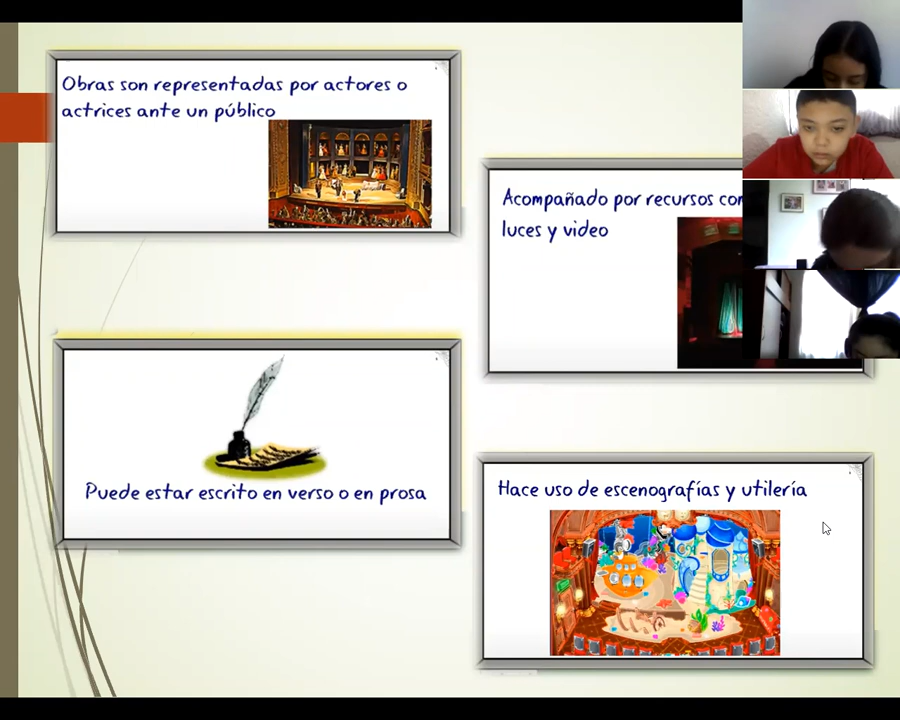 Obras son representadas por actores o
actrices ante un público
Acompañado por recursos
luces y video
Puede estar escrito en verso o en prosa
Hace uso de escenografías y utilería